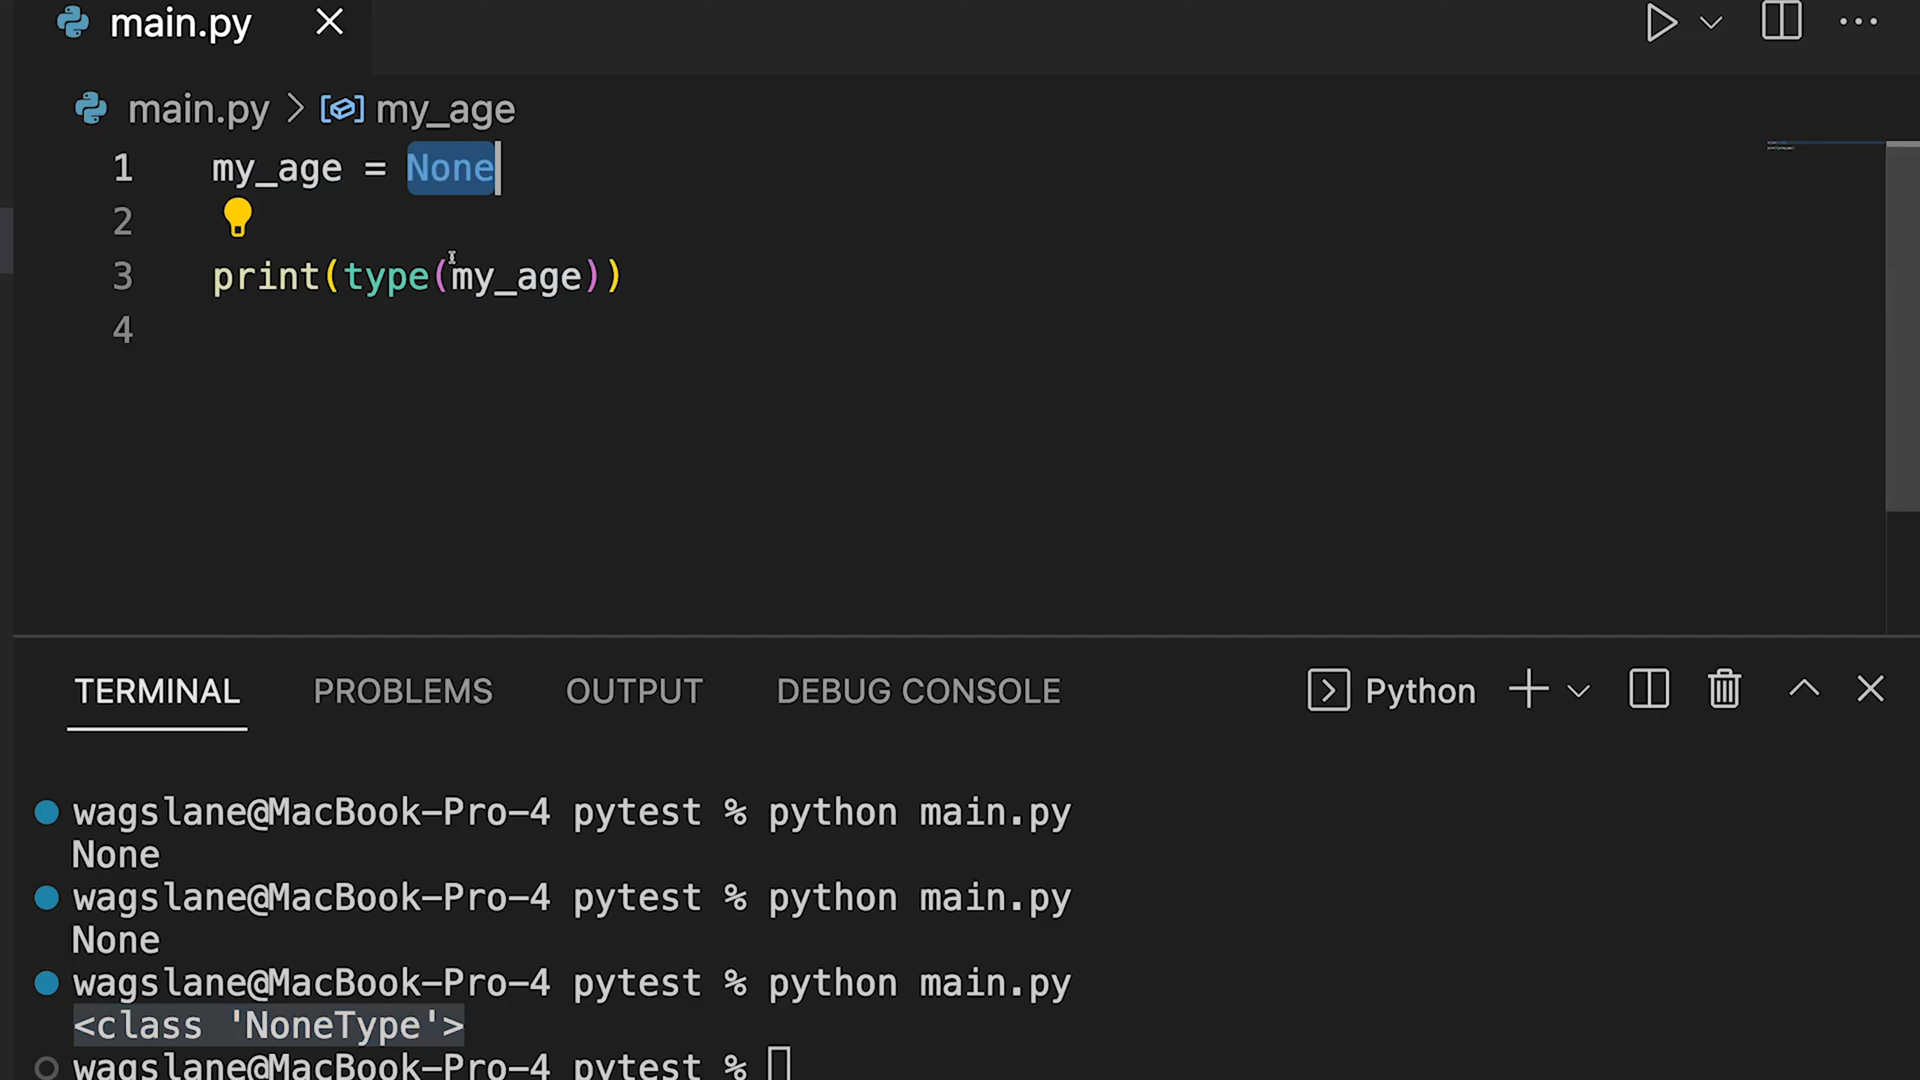 main.py
main.py > my_age
1 my_age = None
2
3 print(type(my_age))
4
TERMINAL PROBLEMS OUTPUT DEBUG CONSOLE Python
wagslane@MacBook-Pro-4 pytest % python main.py
None
wagslane@MacBook-Pro-4 pytest % python main.py
None
wagslane@MacBook-Pro-4 pytest % python main.py
<class 'NoneType'>
wagslane@MacBook-Pro-4 pytest %